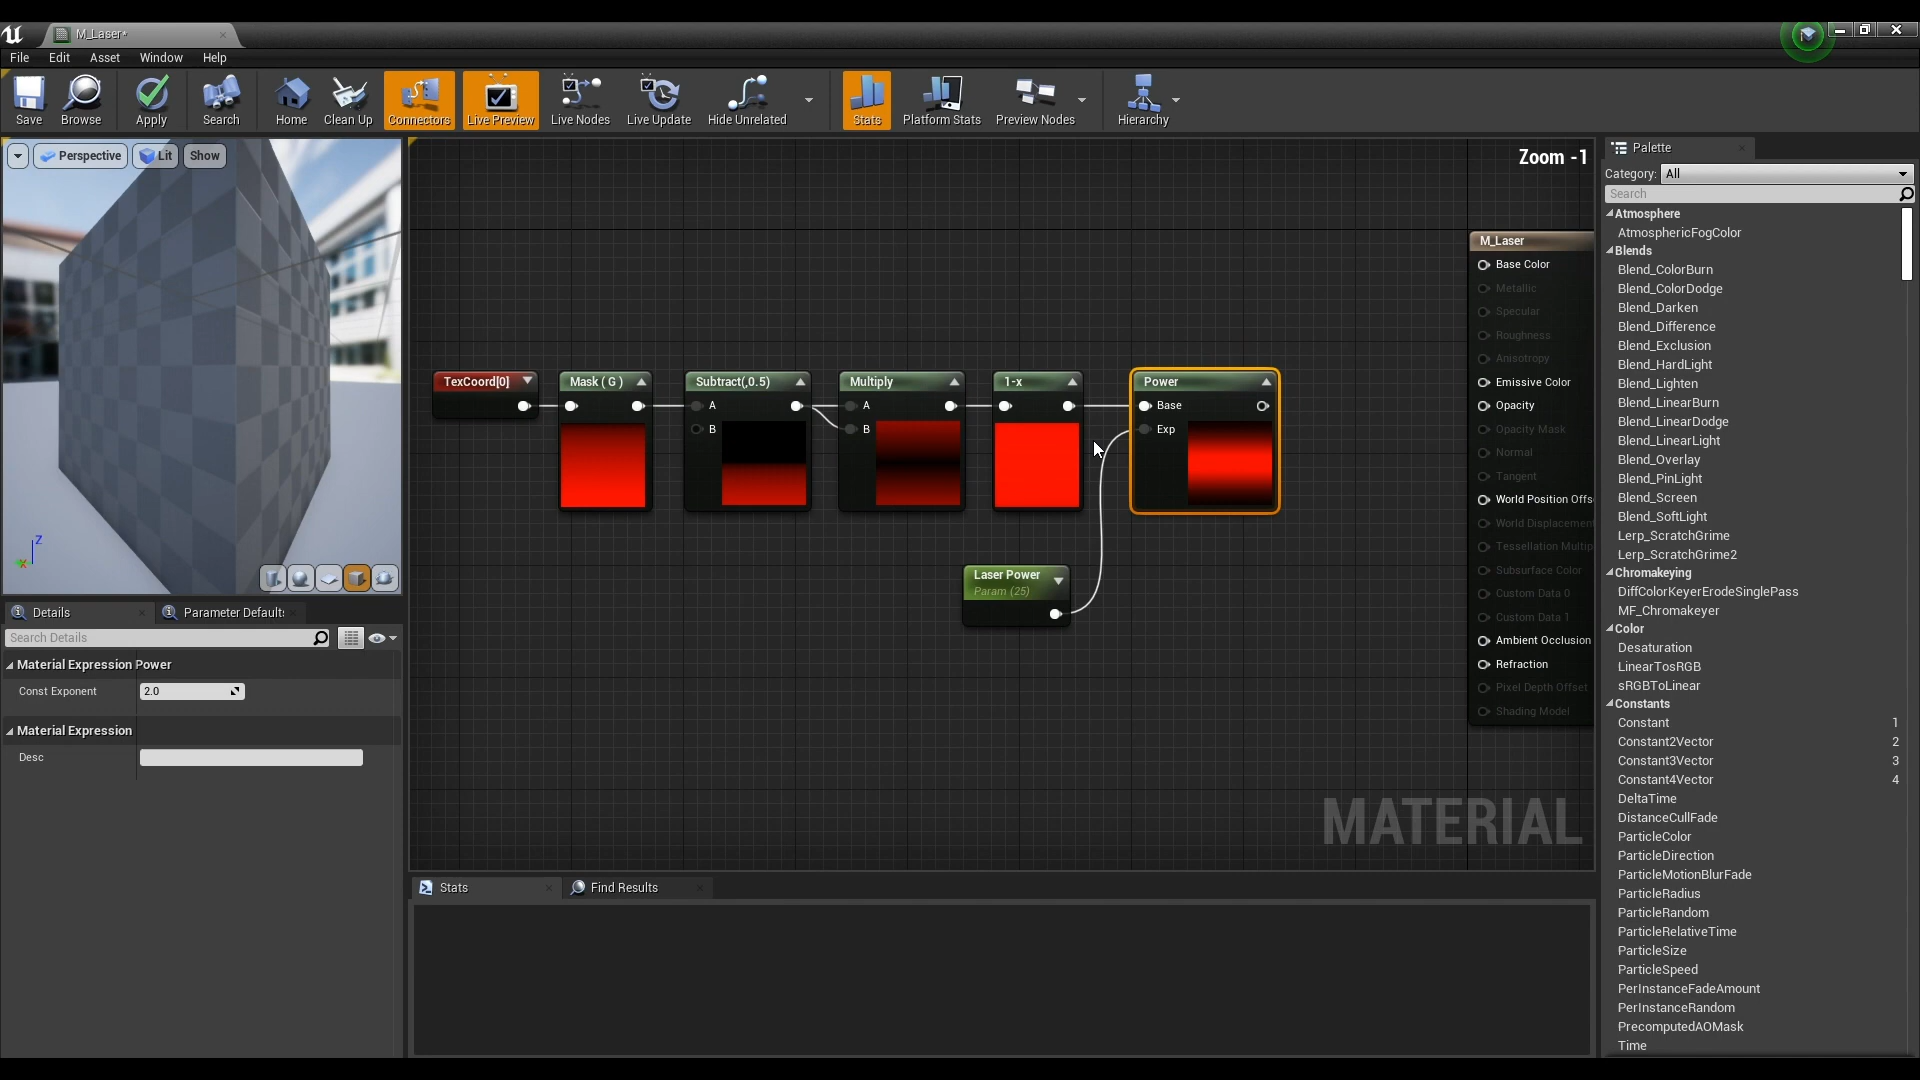 M_Laser*
File Edit Asset Window Help
Save Browse Apply Search Home Clean Up Connectors Live Preview Live Nodes Live Update Hide Unrelated Stats Platform Stats Preview Nodes Hierarchy
Perspective Lit Show
Z
X
Zoom -1
TexCoord[0]
Mask ( G )
Subtract(,0.5)
A
B
Multiply
A
B
1-x
Power
Base
Exp
Laser Power
Param (25)
M_Laser
Base Color
Metallic
Specular
Roughness
Anisotropy
Emissive Color
Opacity
Opacity Mask
Normal
Tangent
World Position Offs
World Displacement
Tessellation Multip
Subsurface Color
Custom Data 0
Custom Data 1
Ambient Occlusion
Refraction
Pixel Depth Offset
Shading Model
MATERIAL
Details Parameter Default
Search Details
Material Expression Power
Const Exponent 2.0
Material Expression
Desc
Stats Find Results
Palette
Category: All
Search
Atmosphere
AtmosphericFogColor
Blends
Blend_ColorBurn
Blend_ColorDodge
Blend_Darken
Blend_Difference
Blend_Exclusion
Blend_HardLight
Blend_Lighten
Blend_LinearBurn
Blend_LinearDodge
Blend_LinearLight
Blend_Overlay
Blend_PinLight
Blend_Screen
Blend_SoftLight
Lerp_ScratchGrime
Lerp_ScratchGrime2
Chromakeying
DiffColorKeyerErodeSinglePass
MF_Chromakeyer
Color
Desaturation
LinearTosRGB
sRGBToLinear
Constants
Constant 1
Constant2Vector 2
Constant3Vector 3
Constant4Vector 4
DeltaTime
DistanceCullFade
ParticleColor
ParticleDirection
ParticleMotionBlurFade
ParticleRadius
ParticleRandom
ParticleRelativeTime
ParticleSize
ParticleSpeed
PerInstanceFadeAmount
PerInstanceRandom
PrecomputedAOMask
Time